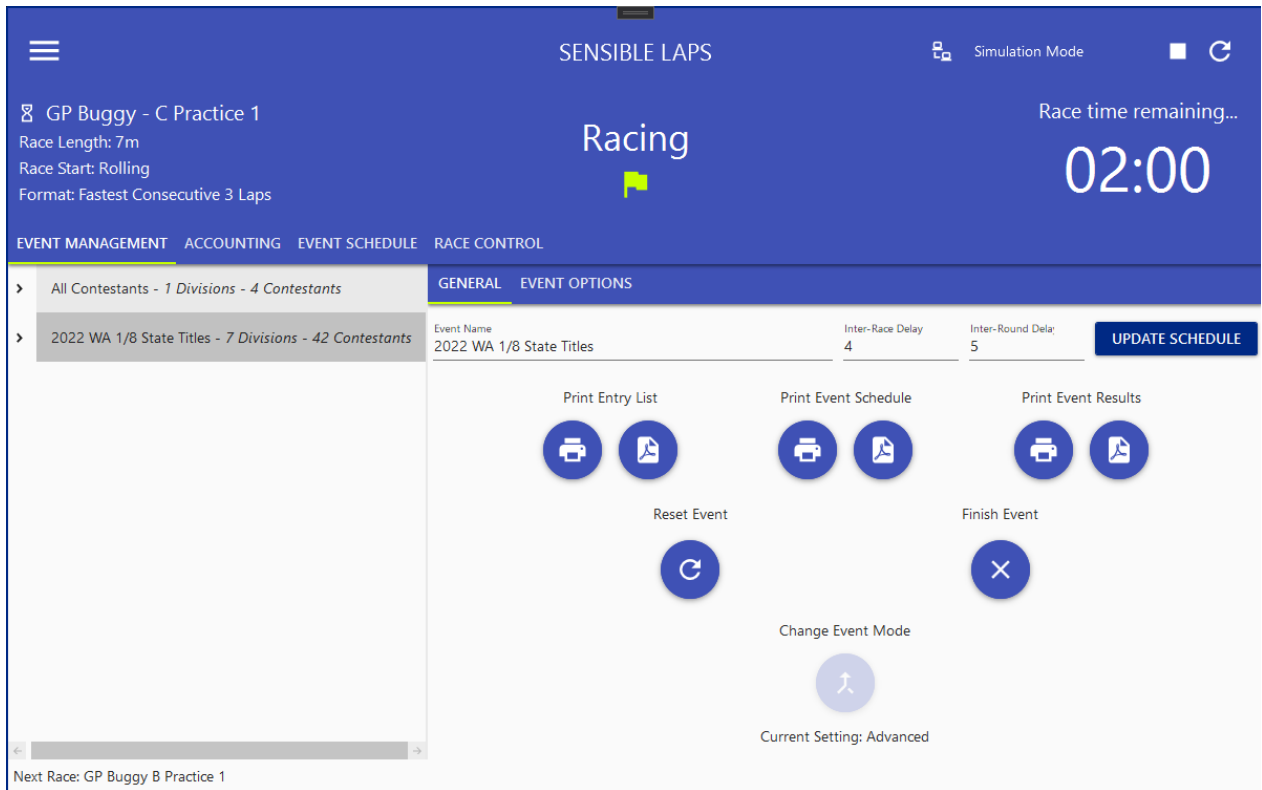 SENSIBLE LAPS
Simulation Mode
GP Buggy - C Practice 1
Race Length: 7m
Race Start: Rolling
Format: Fastest Consecutive 3 Laps
Racing
Race time remaining...
02:00
EVENT MANAGEMENT ACCOUNTING EVENT SCHEDULE RACE CONTROL
All Contestants - 1 Divisions - 4 Contestants
2022 WA 1/8 State Titles - 7 Divisions - 42 Contestants
GENERAL EVENT OPTIONS
Event Name
2022 WA 1/8 State Titles
Inter-Race Delay
4
Inter-Round Dela
5
UPDATE SCHEDULE
Print Entry List
Print Event Schedule
Print Event Results
Reset Event
Finish Event
Change Event Mode
Current Setting: Advanced
Next Race: GP Buggy B Practice 1